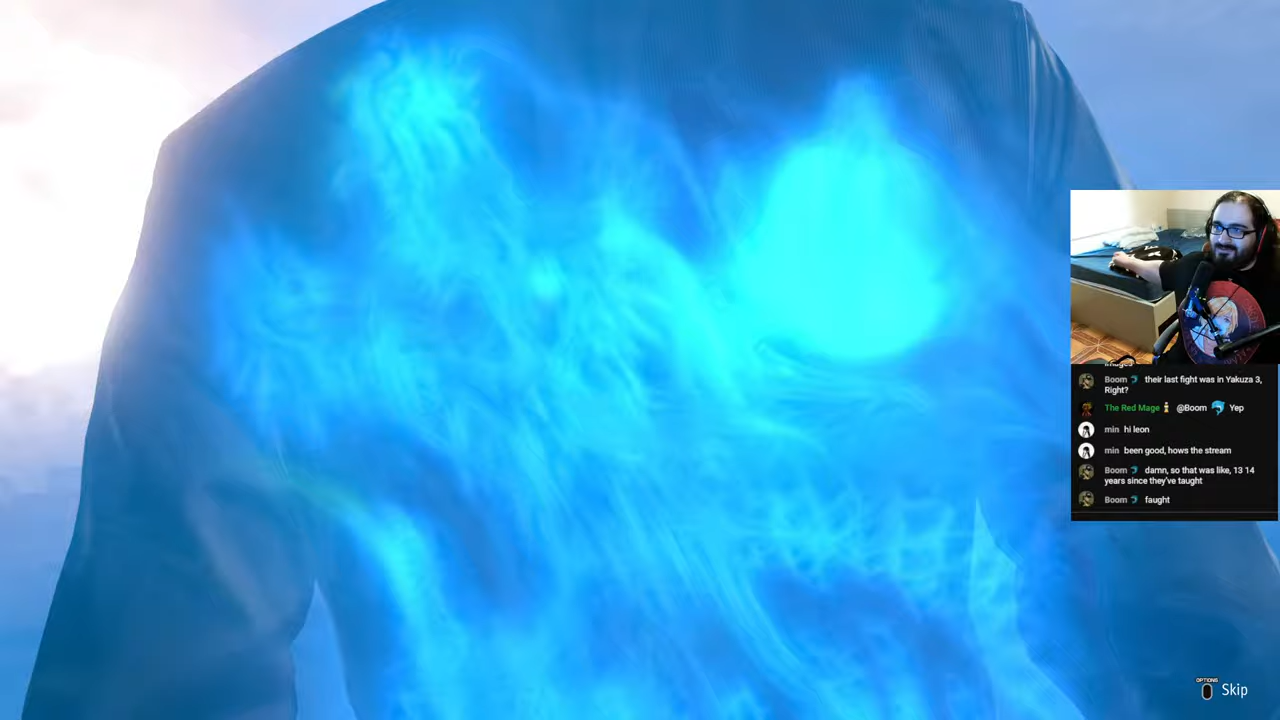 Boom their last fight was in Yakuza 3,
Right?
The Red Mage @Boom Yep
min hi leon
min been good, hows the stream
Boom damn, so that was like, 13 14
years since they've taught
Boom faught
OPTIONS
Skip